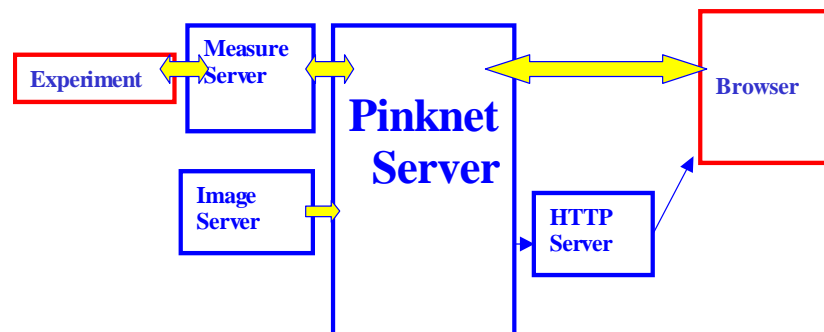 Experiment
Measure
Server
Image
Server
Pinknet
Server
HTTP
Server
Browser